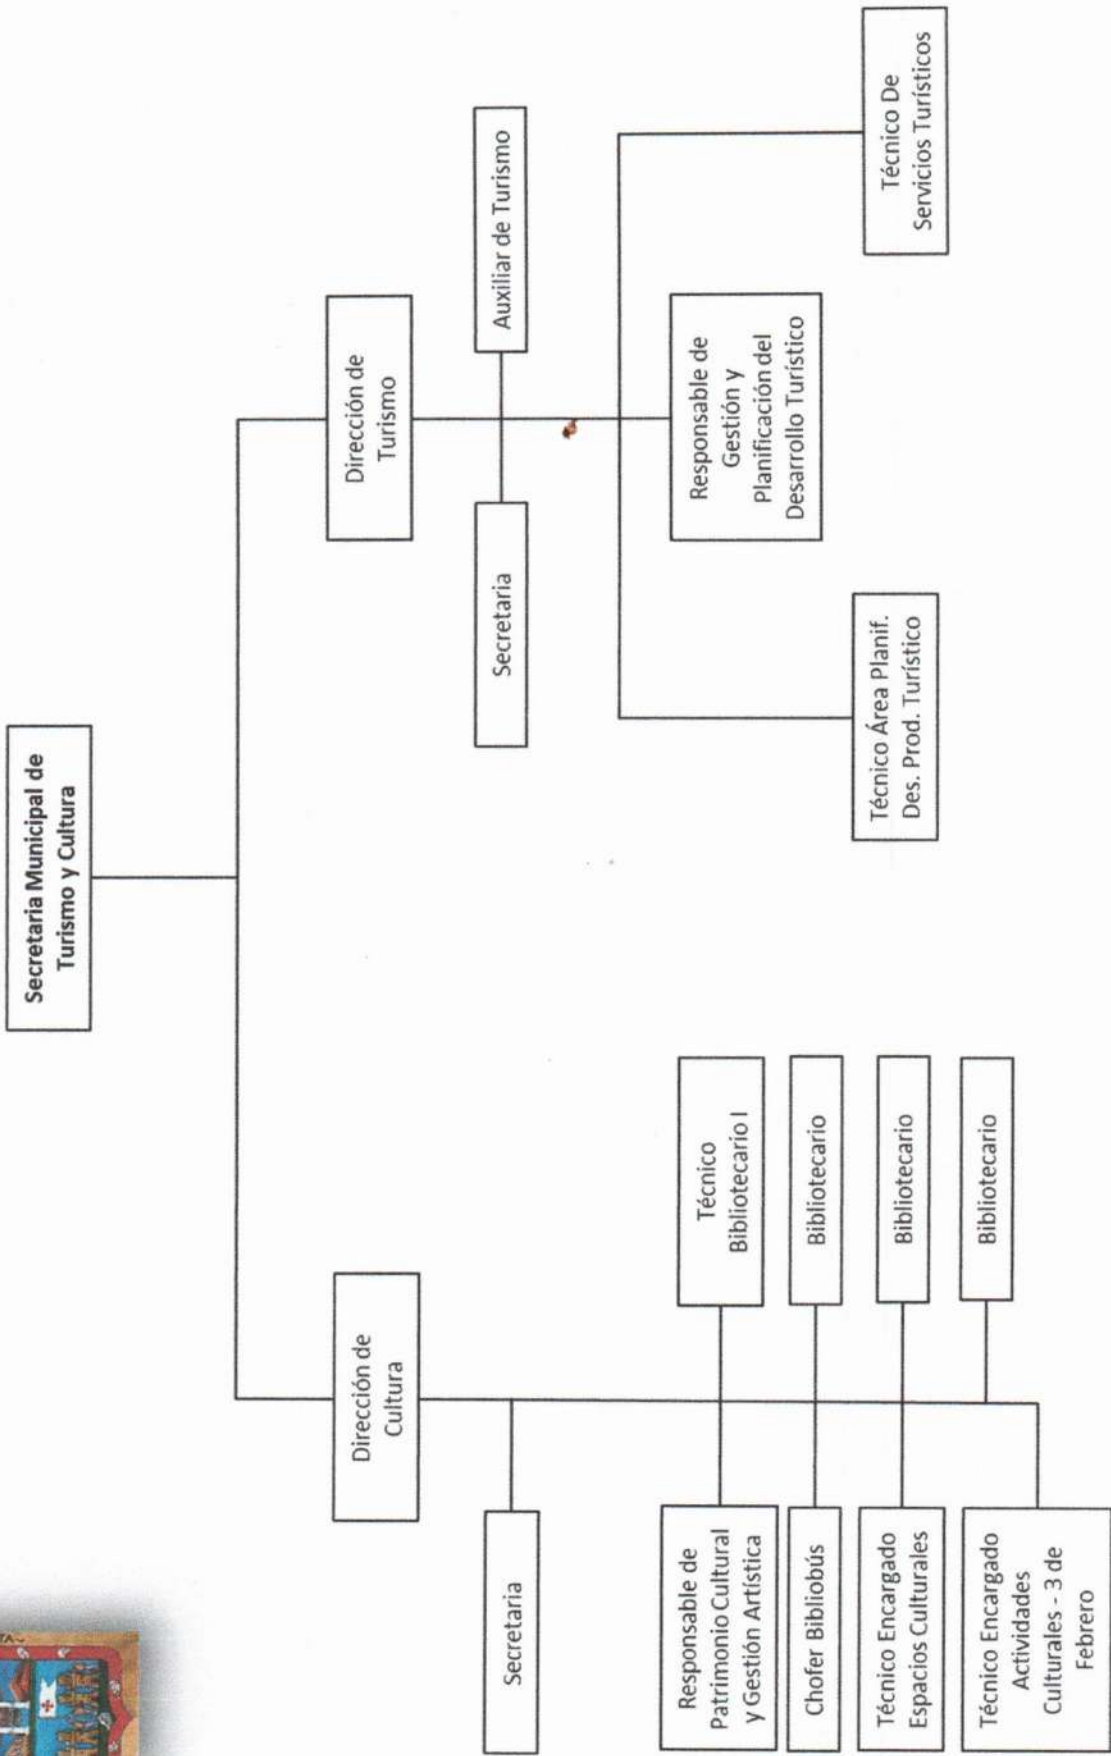 Secretaria Municipal de
Turismo y Cultura
Dirección de
Cultura
Secretaria
Responsable de
Patrimonio Cultural
y Gestión Artística
Técnico
Bibliotecario I
Chofer Bibliobús
Bibliotecario
Técnico Encargado
Espacios Culturales
Bibliotecario
Técnico Encargado
Actividades
Culturales - 3 de
Febrero
Bibliotecario
Dirección de
Turismo
Secretaria
Auxiliar de Turismo
Responsable de
Gestión y
Planificación del
Desarrollo Turístico
Técnico Área Planif.
Des. Prod. Turístico
Técnico De
Servicios Turísticos